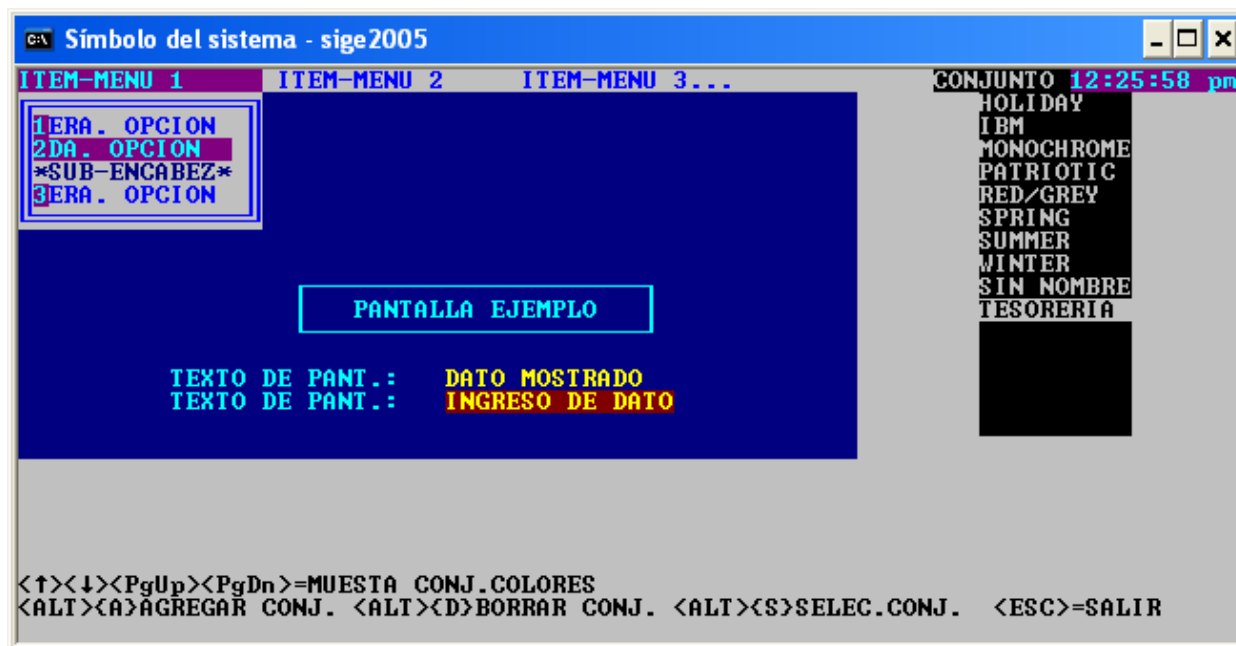 Símbolo del sistema - sige2005
ITEM-MENU 1 ITEM-MENU 2 ITEM-MENU 3... CONJUNTO 12:25:58 pm
1ERA. OPCION
2DA. OPCION
*SUB-ENCABEZ*
3ERA. OPCION
HOLIDAY
IBM
MONOCHROME
PATRIOTIC
RED/GREY
SPRING
SUMMER
WINTER
SIN NOMBRE
TESORERIA
PANTALLA EJEMPLO
TEXTO DE PANT.: DATO MOSTRADO
TEXTO DE PANT.: INGRESO DE DATO
<↑><↓><PgUp><PgDn>=MUESTA CONJ.COLORES
<ALT><A>AGREGAR CONJ. <ALT><D>BORRAR CONJ. <ALT><S>SELEC.CONJ. <ESC>=SALIR